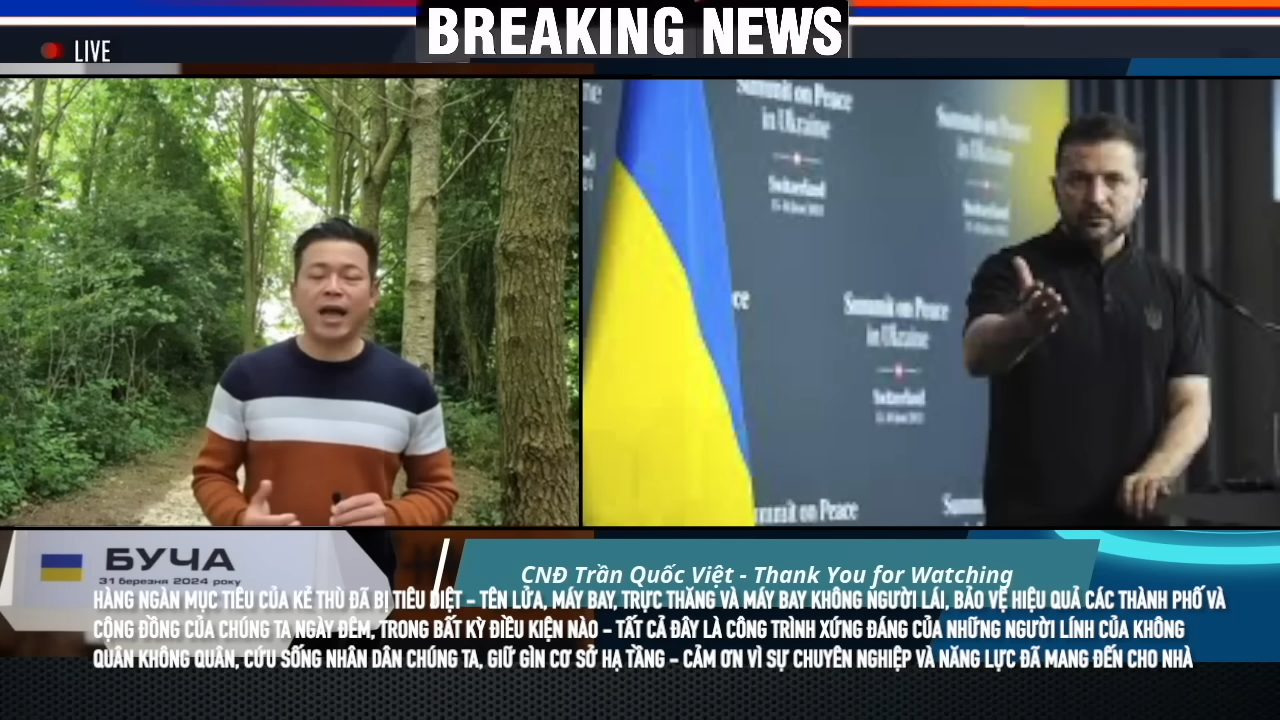 BREAKING NEWS
LIVE
Summit on Peace
in Ukraine
Switzerland
Summit on Peace
in Ukraine
Switzerland
Summit on Peace
in Ukraine
Switzerland
Summit on Peace
БУЧА
31 березня 2024 року
CNĐ Trần Quốc Việt - Thank You for Watching
HÀNG NGÀN MỤC TIÊU CỦA KẺ THÙ ĐÃ BỊ TIÊU DIỆT – TÊN LỬA, MÁY BAY, TRỰC THĂNG VÀ MÁY BAY KHÔNG NGƯỜI LÁI, BẢO VỆ HIỆU QUẢ CÁC THÀNH PHỐ VÀ
CỘNG ĐỒNG CỦA CHÚNG TA NGÀY ĐÊM, TRONG BẤT KỲ ĐIỀU KIỆN NÀO – TẤT CẢ ĐÂY LÀ CÔNG TRÌNH XỨNG ĐÁNG CỦA NHỮNG NGƯỜI LÍNH CỦA KHÔNG
QUÂN KHÔNG QUÂN, CỨU SỐNG NHÂN DÂN CHÚNG TA, GIỮ GÌN CƠ SỞ HẠ TẦNG – CẢM ƠN VÌ SỰ CHUYÊN NGHIỆP VÀ NĂNG LỰC ĐÃ MANG ĐẾN CHO NHÀ